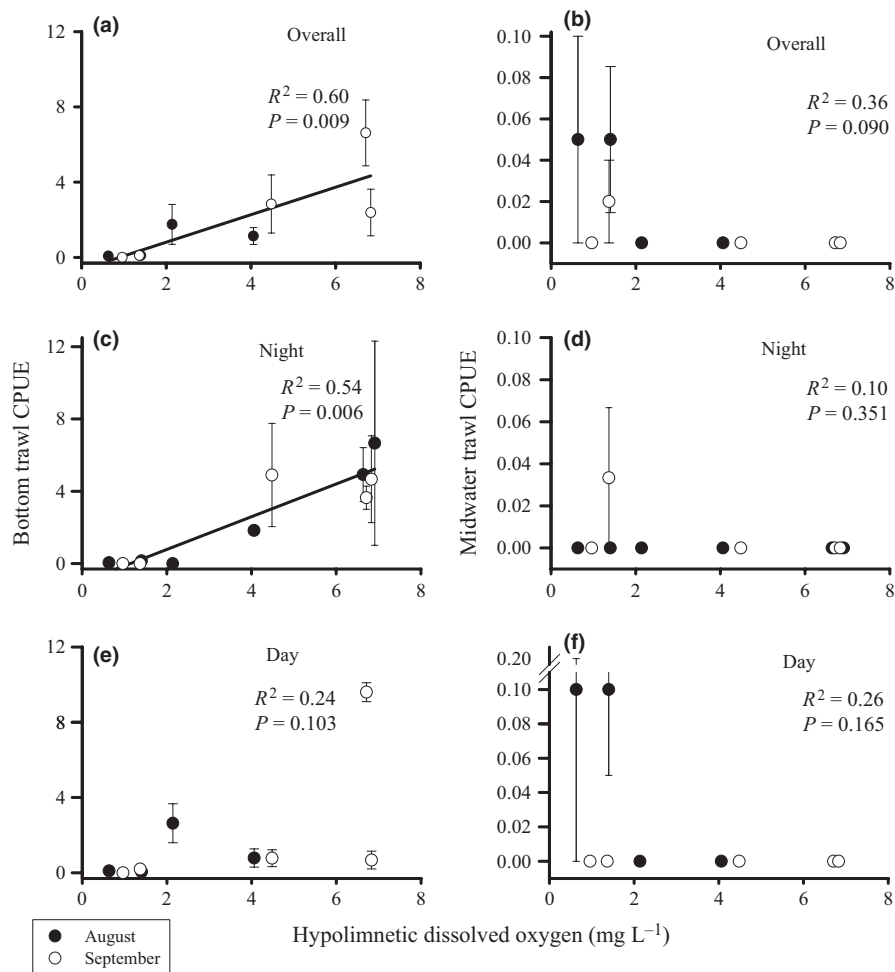 (a)
Overall
R² = 0.60
P = 0.009
12
8
4
0
0 2 4 6 8
(b)
Overall
R² = 0.36
P = 0.090
0.10
0.08
0.06
0.04
0.02
0.00
0 2 4 6 8
Bottom trawl CPUE
(c)
Night
R² = 0.54
P = 0.006
12
8
4
0
0 2 4 6 8
Midwater trawl CPUE
(d)
Night
R² = 0.10
P = 0.351
0.10
0.08
0.06
0.04
0.02
0.00
0 2 4 6 8
(e)
Day
R² = 0.24
P = 0.103
12
8
4
0
0 2 4 6 8
(f)
Day
R² = 0.26
P = 0.165
0.20
0.10
0.08
0.06
0.04
0.02
0.00
0 2 4 6 8
Hypolimnetic dissolved oxygen (mg L⁻¹)
August
September